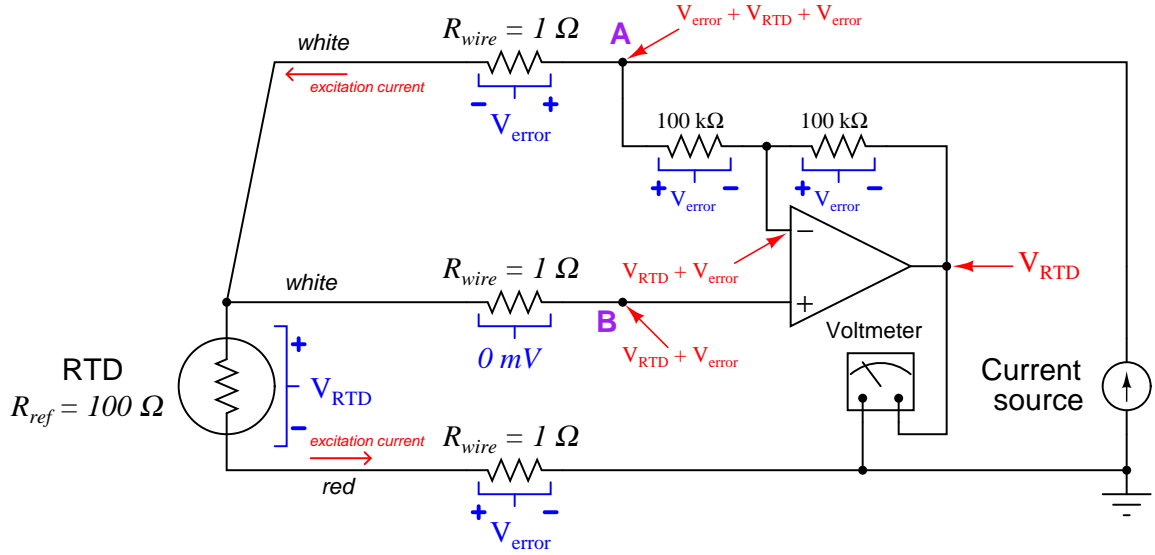 V_error + V_RTD + V_error
R_wire = 1 Ω
A
white
excitation current
− +
V_error
100 kΩ 100 kΩ
+ − + −
V_error V_error
−
R_wire = 1 Ω
V_RTD + V_error
V_RTD
white
+
B
Voltmeter
0 mV
V_RTD + V_error
+
RTD
V_RTD
R_ref = 100 Ω
−
Current
source
excitation current
R_wire = 1 Ω
red
+ −
V_error